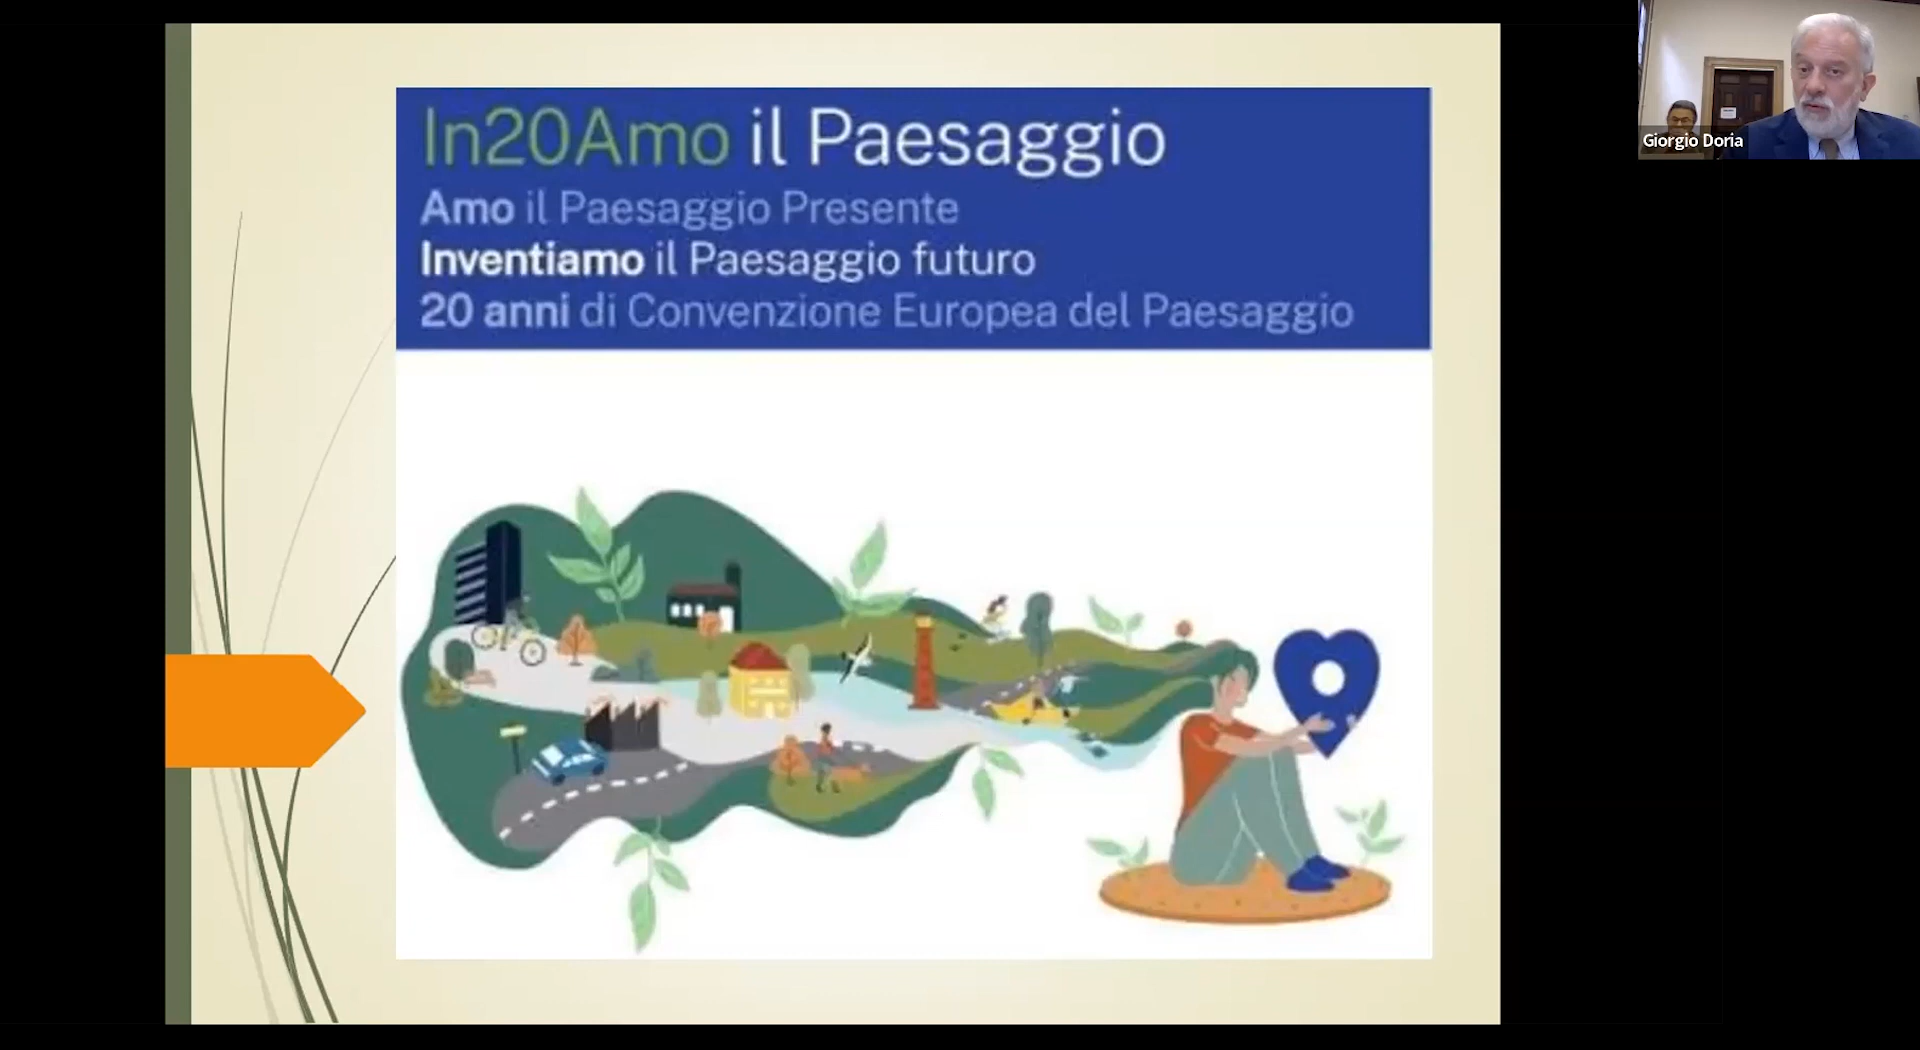 In20Amo il Paesaggio
Amo il Paesaggio Presente
Inventiamo il Paesaggio futuro
20 anni di Convenzione Europea del Paesaggio
Giorgio Doria